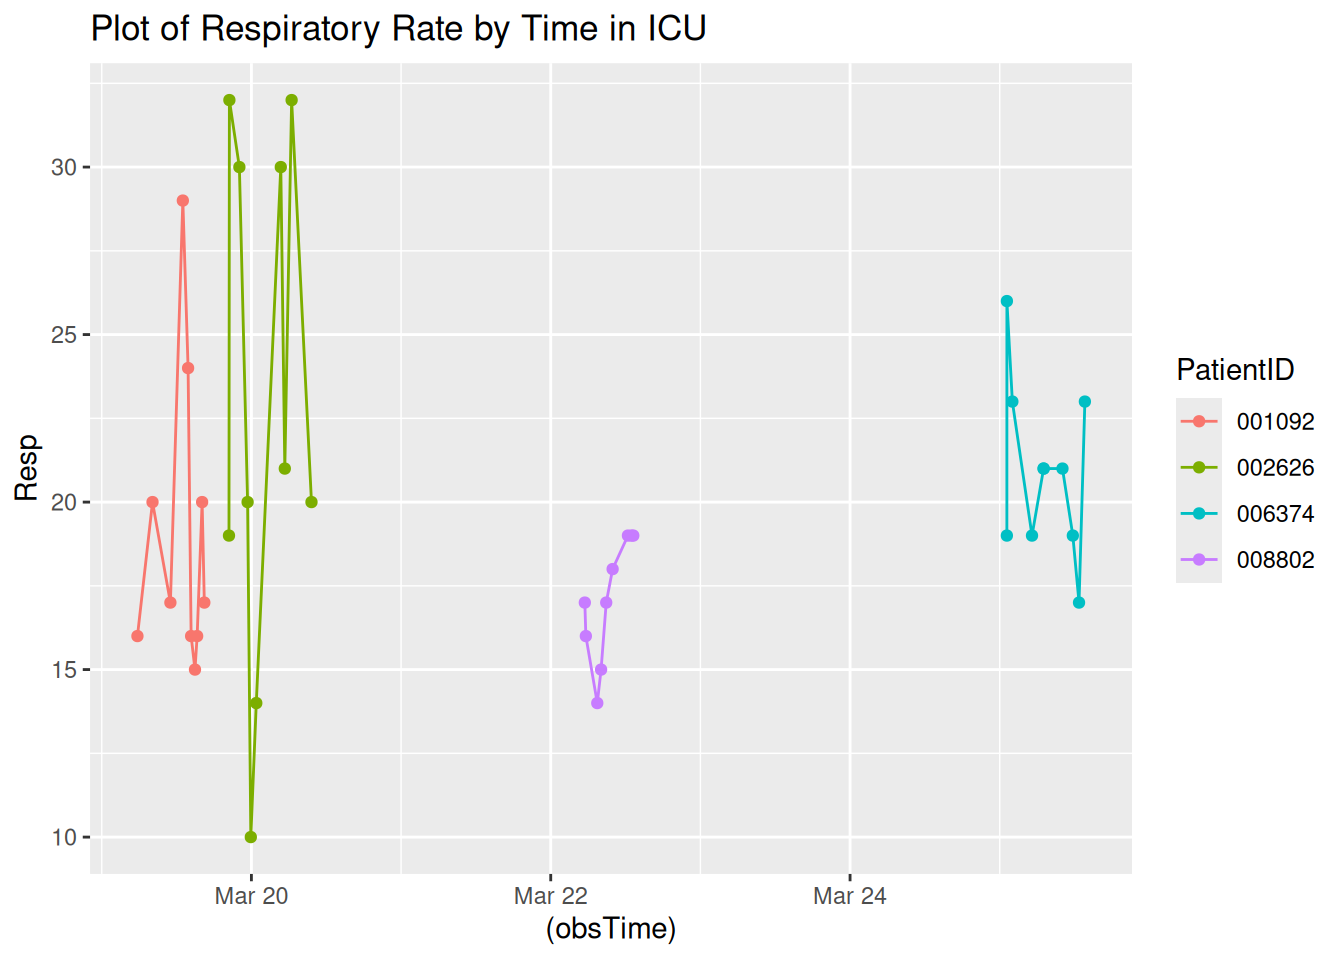 Plot of Respiratory Rate by Time in ICU
30
25
20
15
10
Resp
Mar 20
Mar 22
Mar 24
(obsTime)
PatientID
001092
002626
006374
008802